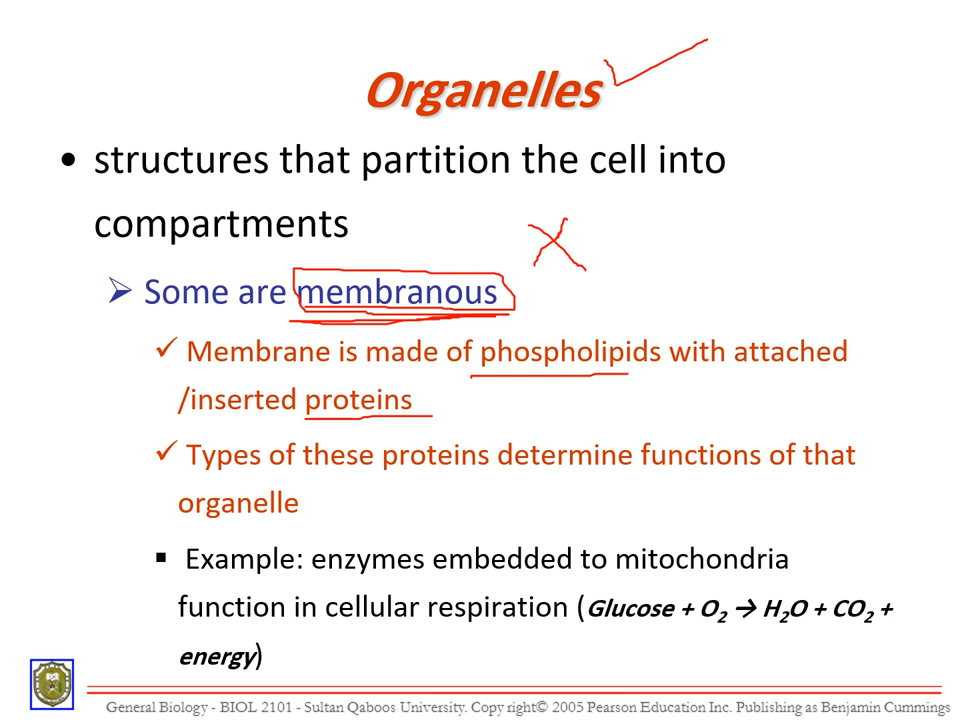 Organelles
• structures that partition the cell into
compartments
➢ Some are membranous
✓ Membrane is made of phospholipids with attached
/inserted proteins
✓ Types of these proteins determine functions of that
organelle
▪ Example: enzymes embedded to mitochondria
function in cellular respiration (Glucose + O₂ → H₂O + CO₂ +
energy)
General Biology - BIOL 2101 - Sultan Qaboos University. Copy right© 2005 Pearson Education Inc. Publishing as Benjamin Cummings